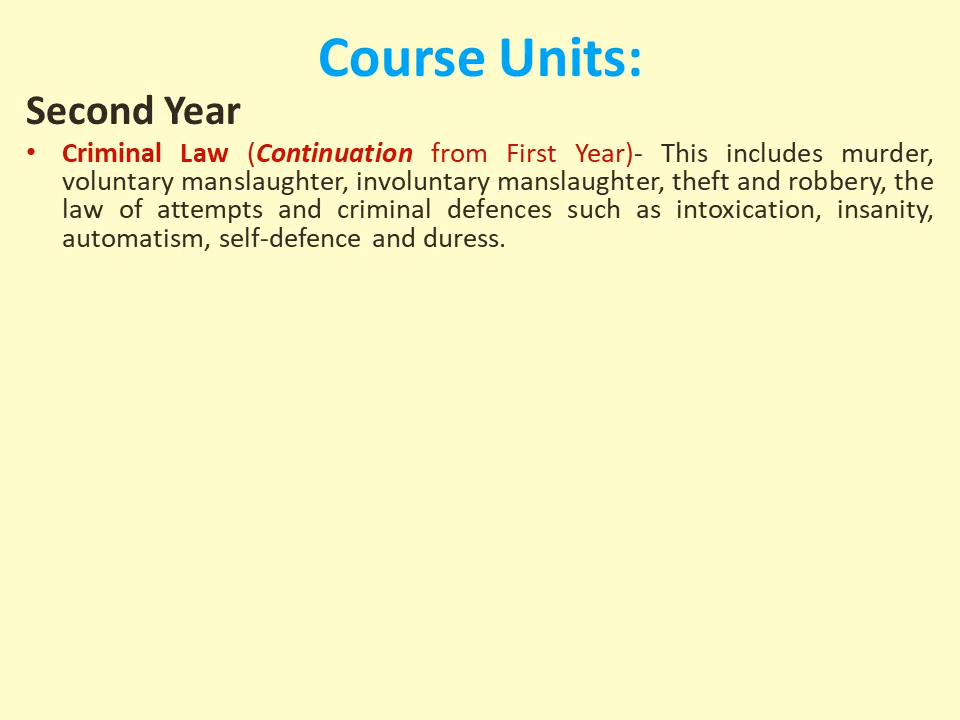 Course Units:
Second Year
• Criminal Law (Continuation from First Year)- This includes murder,
voluntary manslaughter, involuntary manslaughter, theft and robbery, the
law of attempts and criminal defences such as intoxication, insanity,
automatism, self-defence and duress.